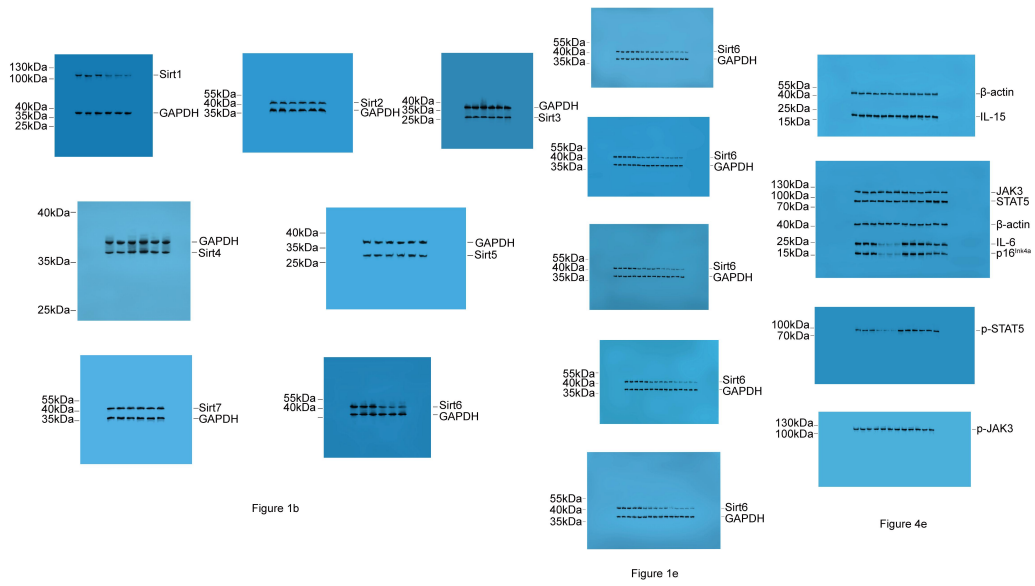 130kDa
100kDa
Sirt1
40kDa
35kDa
25kDa
GAPDH
55kDa
40kDa
35kDa
Sirt2
GAPDH
40kDa
35kDa
25kDa
GAPDH
Sirt3
40kDa
35kDa
25kDa
GAPDH
Sirt4
40kDa
35kDa
25kDa
GAPDH
Sirt5
55kDa
40kDa
35kDa
Sirt7
GAPDH
55kDa
40kDa
Sirt6
GAPDH
Figure 1b
55kDa
40kDa
35kDa
Sirt6
GAPDH
55kDa
40kDa
35kDa
Sirt6
GAPDH
55kDa
40kDa
35kDa
Sirt6
GAPDH
55kDa
40kDa
35kDa
Sirt6
GAPDH
55kDa
40kDa
35kDa
Sirt6
GAPDH
Figure 1e
55kDa
40kDa
25kDa
15kDa
β-actin
IL-15
130kDa
100kDa
70kDa
40kDa
25kDa
15kDa
JAK3
STAT5
β-actin
IL-6
p16Ink4a
100kDa
70kDa
p-STAT5
130kDa
100kDa
p-JAK3
Figure 4e